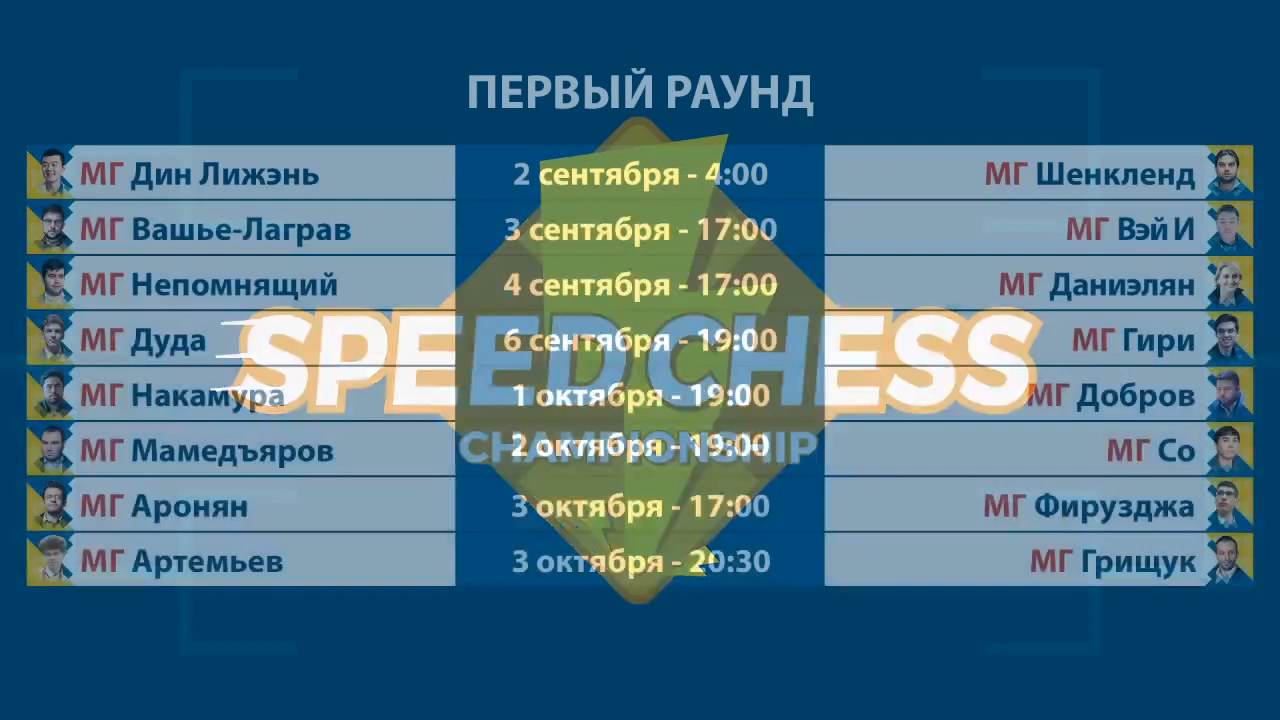 ПЕРВЫЙ РАУНД
МГ Дин Лижэнь 2 сентября - 4:00 МГ Шенкленд
МГ Вашье-Лаграв 3 сентября - 17:00 МГ Вэй И
МГ Непомнящий 4 сентября - 17:00 МГ Даниэлян
МГ Дуда 6 сентября - 19:00 МГ Гири
SPEED CHESS
МГ Накамура 1 октября - 19:00 МГ Добров
CHAMPIONSHIP
МГ Мамедъяров 2 октября - 19:00 МГ Со
МГ Аронян 3 октября - 17:00 МГ Фирузджа
МГ Артемьев 3 октября - 20:30 МГ Грищук